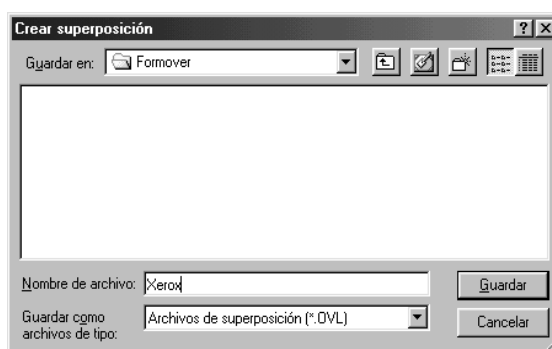 Crear superposición
Guardar en: Formover
Nombre de archivo: Xerox Guardar
Guardar como archivos de tipo: Archivos de superposición (*.OVL) Cancelar